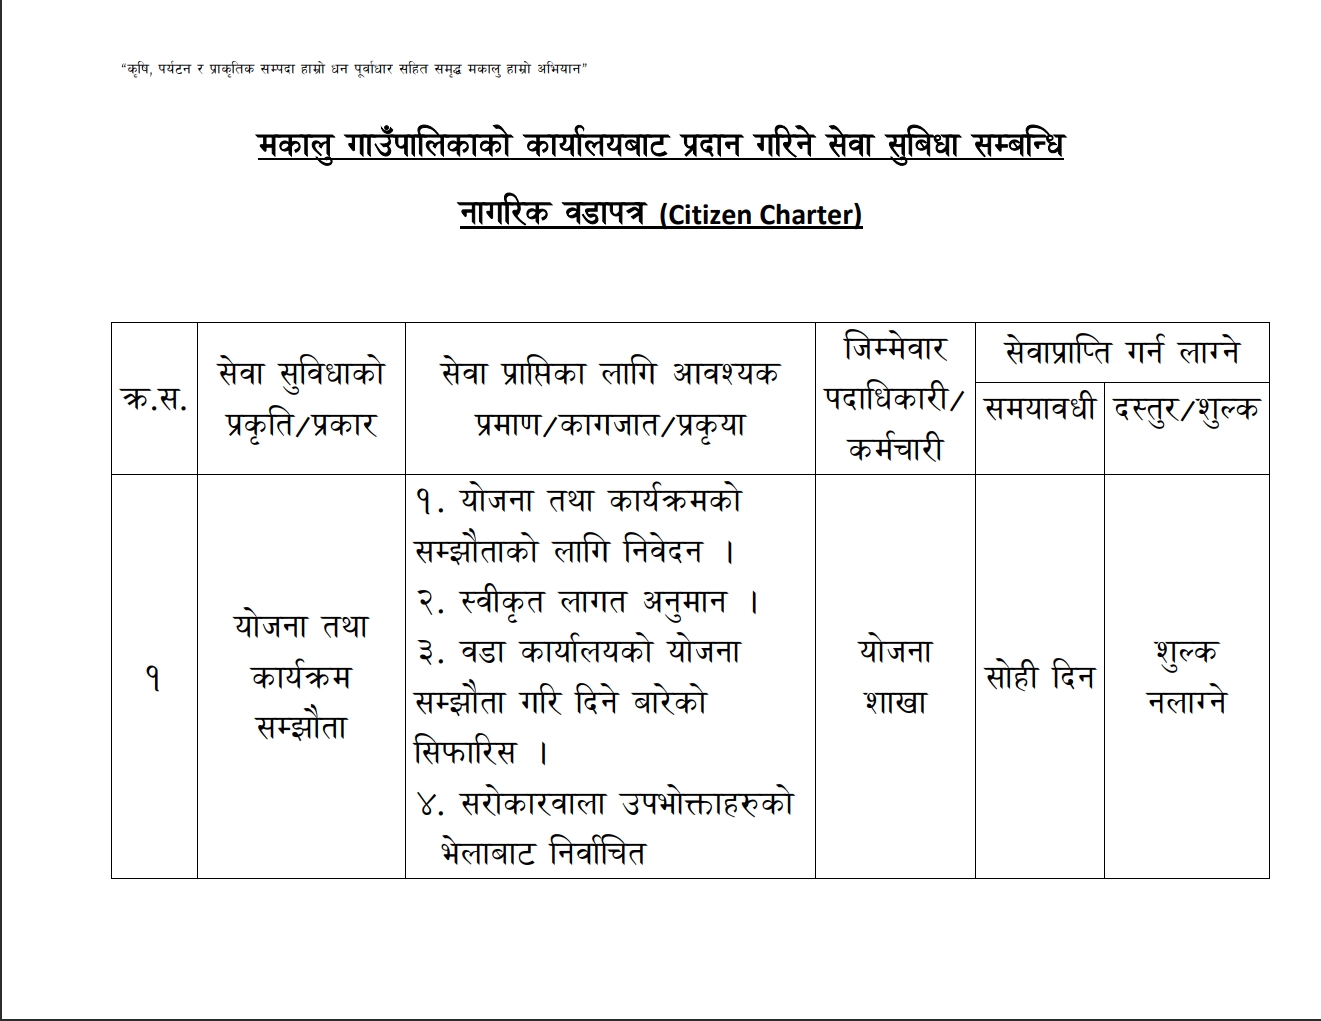 “कृषि, पर्यटन र प्राकृतिक सम्पदा हाम्रो धन पूर्वाधार सहित समृद्ध मकालु हाम्रो अभियान”
मकालु गाउँपालिकाको कार्यालयबाट प्रदान गरिने सेवा सुबिधा सम्बन्धि
नागरिक वडापत्र (Citizen Charter)
क्र.स.
सेवा सुविधाको
प्रकृति/प्रकार
सेवा प्राप्तिका लागि आवश्यक
प्रमाण/कागजात/प्रकृया
जिम्मेवार
पदाधिकारी/
कर्मचारी
सेवाप्राप्ति गर्न लाग्ने
समयावधी
दस्तुर/शुल्क
१
योजना तथा
कार्यक्रम
सम्झौता
१. योजना तथा कार्यक्रमको
सम्झौताको लागि निवेदन ।
२. स्वीकृत लागत अनुमान ।
३. वडा कार्यालयको योजना
सम्झौता गरि दिने बारेको
सिफारिस ।
४. सरोकारवाला उपभोक्ताहरुको
भेलाबाट निर्वाचित
योजना
शाखा
सोही दिन
शुल्क
नलाग्ने